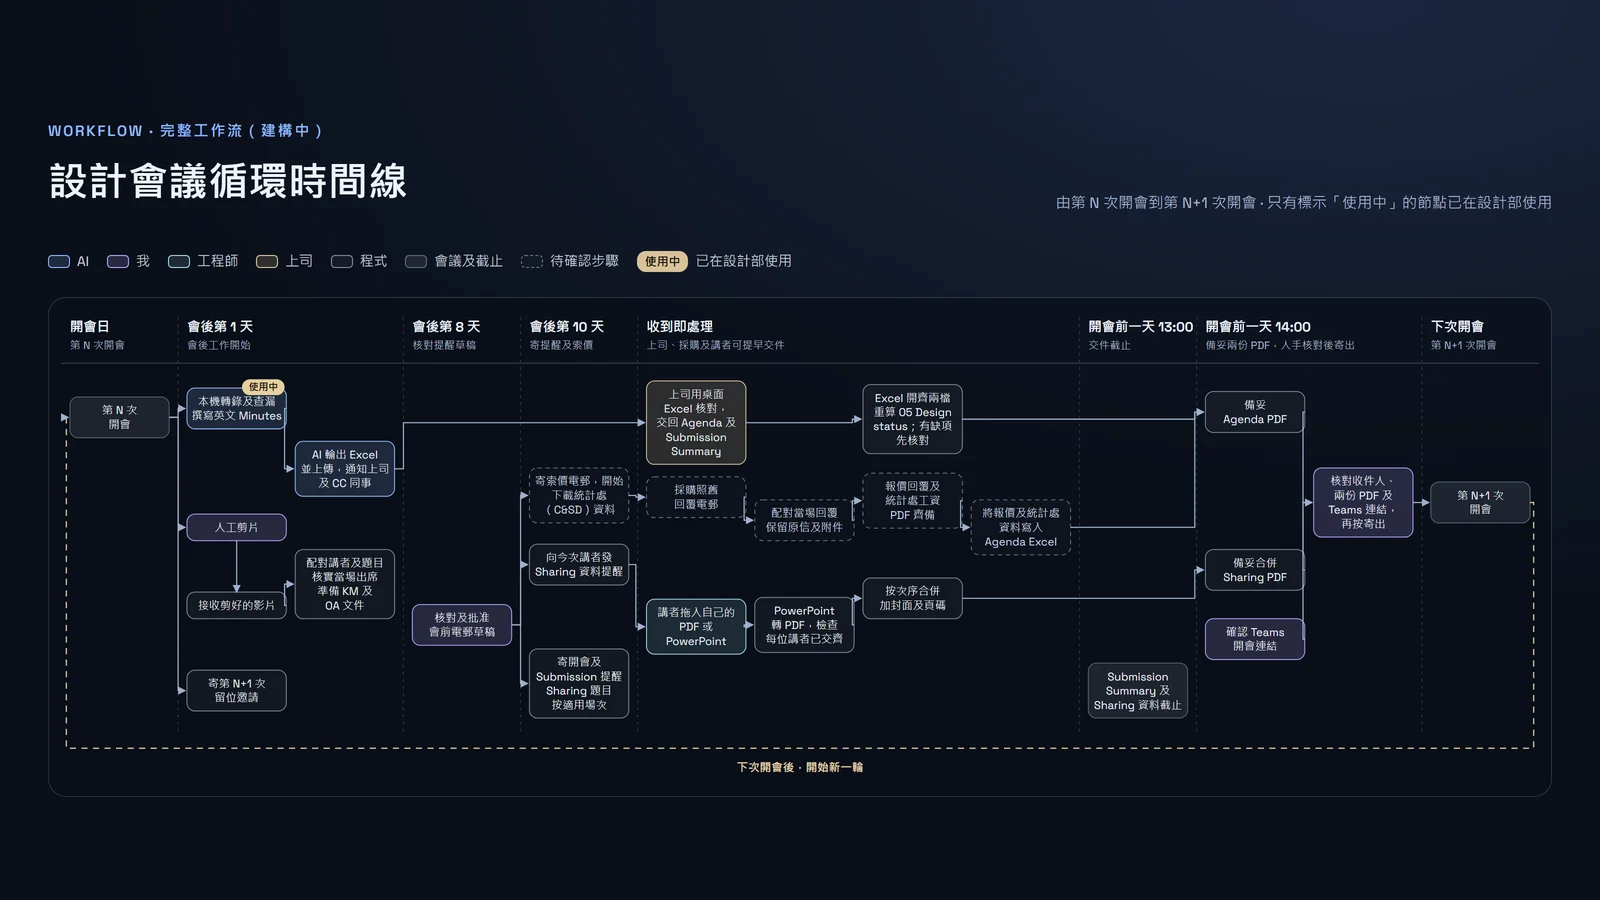 WORKFLOW · 完整工作流（建構中）
設計會議循環時間線
由第 N 次開會到第 N+1 次開會 · 只有標示「使用中」的節點已在設計部使用
AI
我
工程師
上司
程式
會議及截止
待確認步驟
使用中
已在設計部使用
開會日
第 N 次開會
會後第 1 天
會後工作開始
會後第 8 天
核對提醒草稿
會後第 10 天
寄提醒及索價
收到即處理
上司、採購及講者可提早交件
開會前一天 13:00
交件截止
開會前一天 14:00
備妥兩份 PDF，人手核對後寄出
下次開會
第 N+1 次開會
第 N 次
開會
使用中
本機轉錄及查漏
撰寫英文 Minutes
AI 輸出 Excel
並上傳，通知上司
及 CC 同事
人工剪片
接收剪好的影片
配對講者及題目
核實當場出席
準備 KM 及
OA 文件
寄第 N+1 次
留位邀請
核對及批准
會前電郵草稿
寄索價電郵，開始
下載統計處
（C&SD）資料
向今次講者發
Sharing 資料提醒
寄開會及
Submission 提醒
Sharing 題目
按適用場次
上司用桌面
Excel 核對，
交回 Agenda 及
Submission
Summary
採購照舊
回覆電郵
配對當場回覆
保留原信及附件
講者拖入自己的
PDF 或
PowerPoint
PowerPoint
轉 PDF，檢查
每位講者已交齊
Excel 開齊兩檔
重算 05 Design
status；有缺項
先核對
報價回覆及
統計處工資
PDF 齊備
將報價及統計處
資料寫入
Agenda Excel
按次序合併
加封面及頁碼
Submission
Summary 及
Sharing 資料截止
備妥
Agenda PDF
備妥合併
Sharing PDF
確認 Teams
開會連結
核對收件人、
兩份 PDF 及
Teams 連結，
再按寄出
第 N+1 次
開會
下次開會後 · 開始新一輪